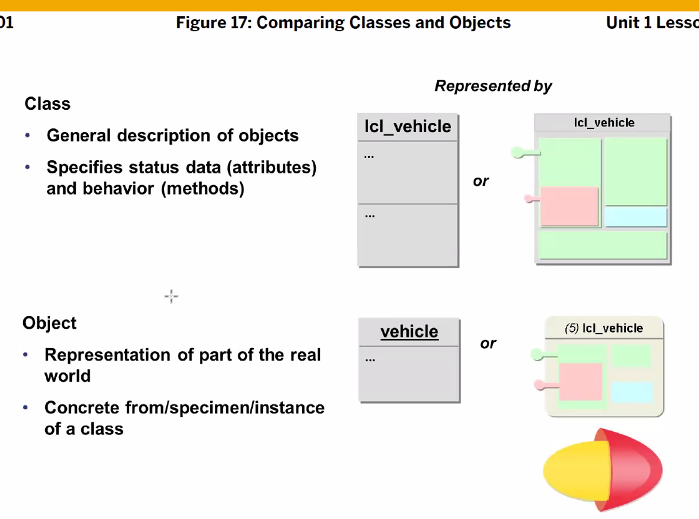 01 Figure 17: Comparing Classes and Objects Unit 1 Lesso
Represented by
Class
• General description of objects
• Specifies status data (attributes)
and behavior (methods)
lcl_vehicle
...
...
or
lcl_vehicle
Object
• Representation of part of the real
world
• Concrete from/specimen/instance
of a class
vehicle
...
or
(5) lcl_vehicle